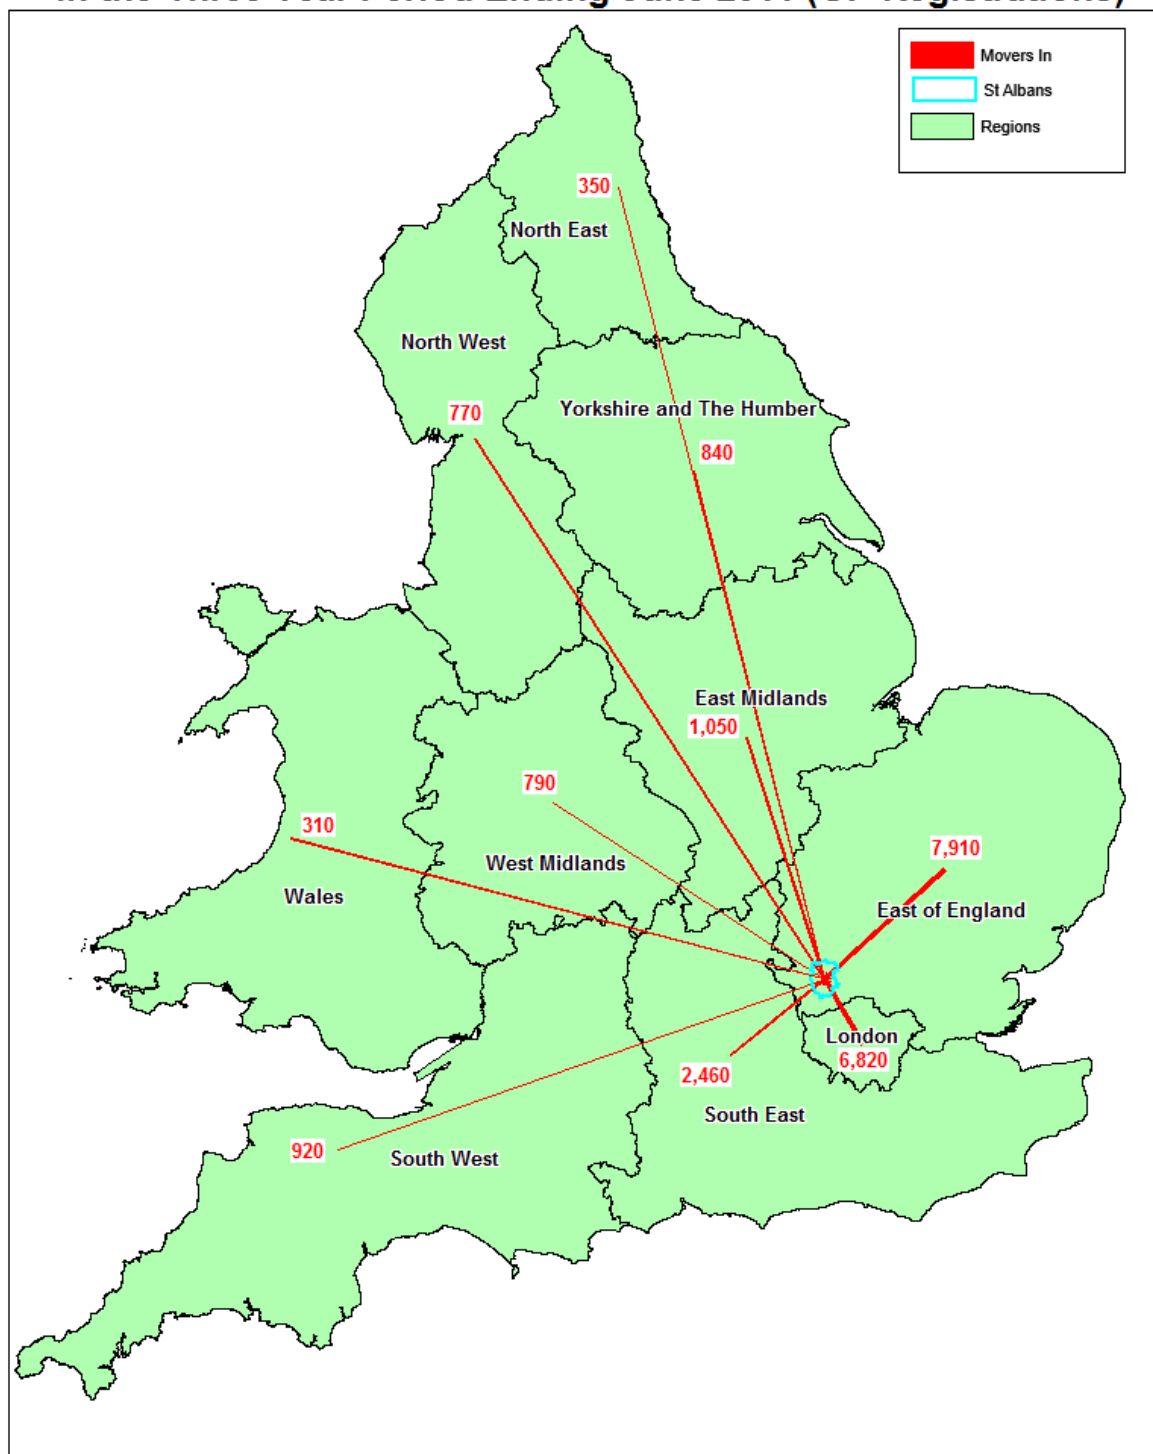 Movers In
St Albans
Regions
350
North East
North West
770
Yorkshire and The Humber
840
East Midlands
1,050
790
310
West Midlands
Wales
7,910
East of England
London
6,820
2,460
South East
920
South West